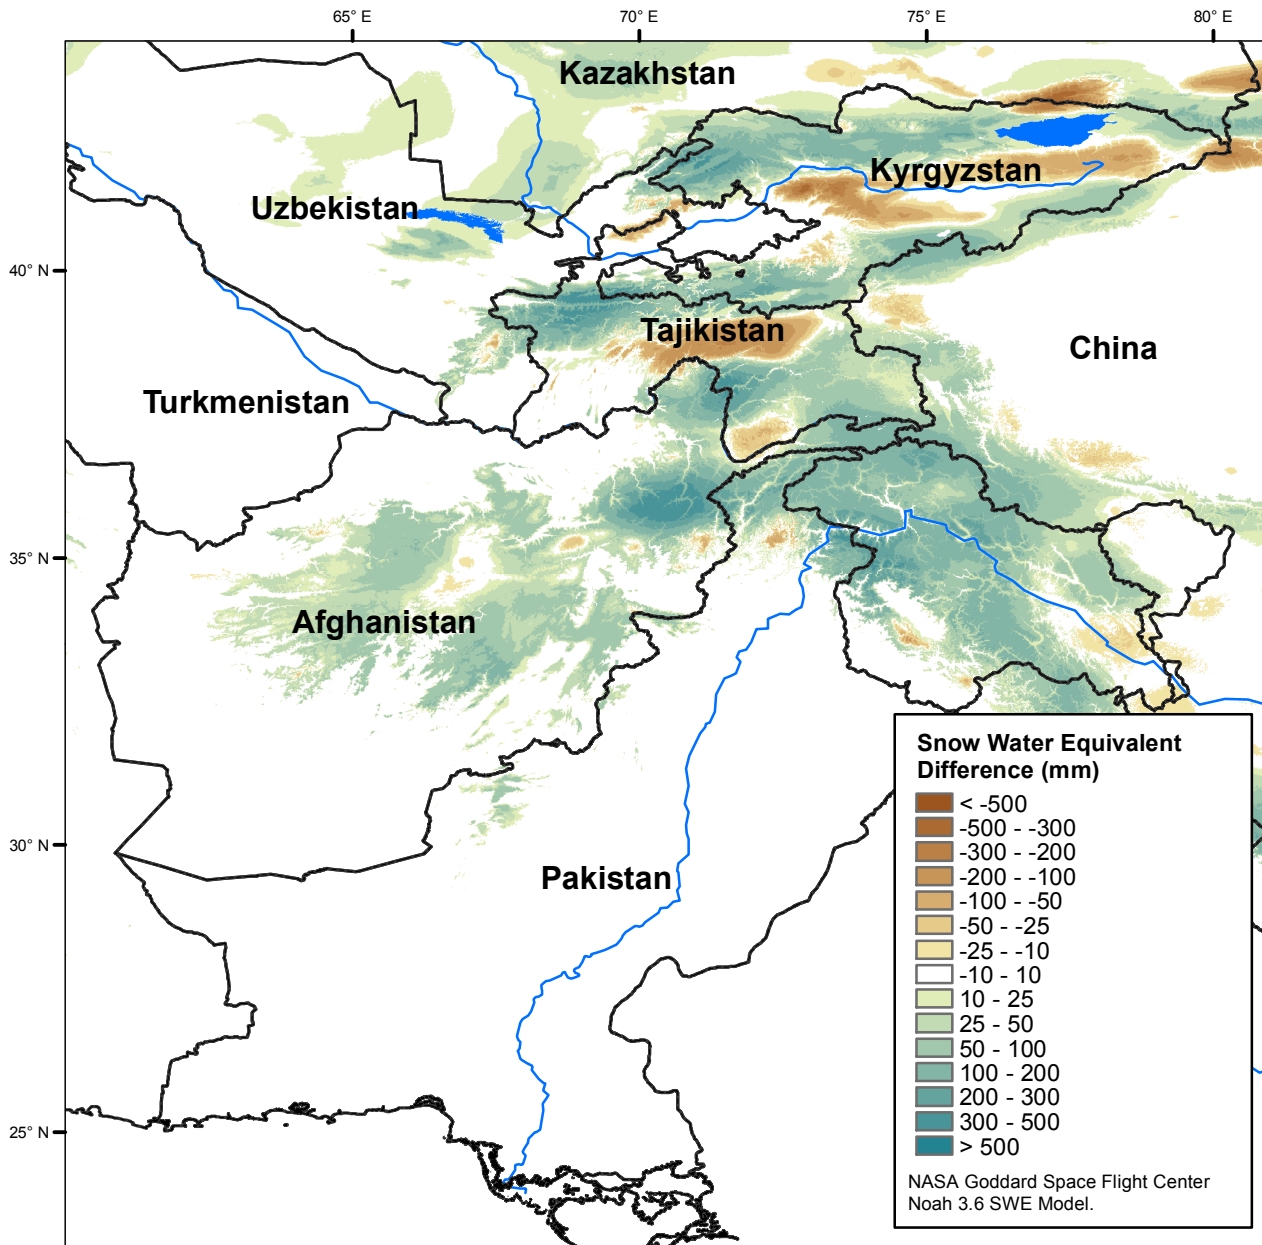 65° E
70° E
75° E
80° E
Kazakhstan
Kyrgyzstan
Uzbekistan
40° N
Tajikistan
China
Turkmenistan
35° N
Afghanistan
30° N
Pakistan
25° N
Snow Water Equivalent
Difference (mm)
< -500
-500 - -300
-300 - -200
-200 - -100
-100 - -50
-50 - -25
-25 - -10
-10 - 10
10 - 25
25 - 50
50 - 100
100 - 200
200 - 300
300 - 500
> 500
NASA Goddard Space Flight Center
Noah 3.6 SWE Model.